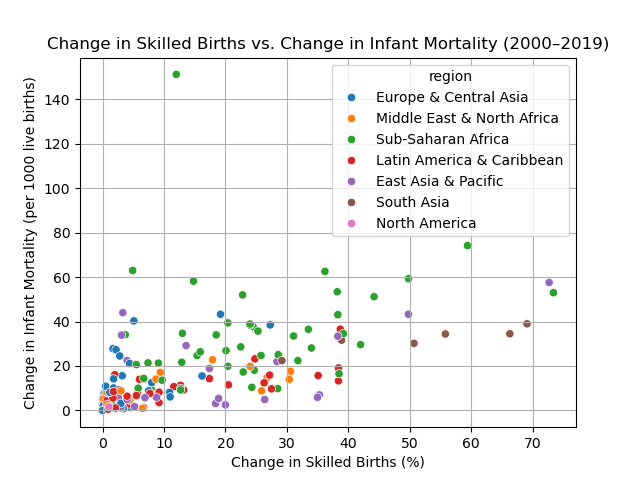 Change in Skilled Births vs. Change in Infant Mortality (2000–2019)
Change in Infant Mortality (per 1000 live births)
140
120
100
80
60
40
20
0
region
Europe & Central Asia
Middle East & North Africa
Sub-Saharan Africa
Latin America & Caribbean
East Asia & Pacific
South Asia
North America
0 10 20 30 40 50 60 70
Change in Skilled Births (%)